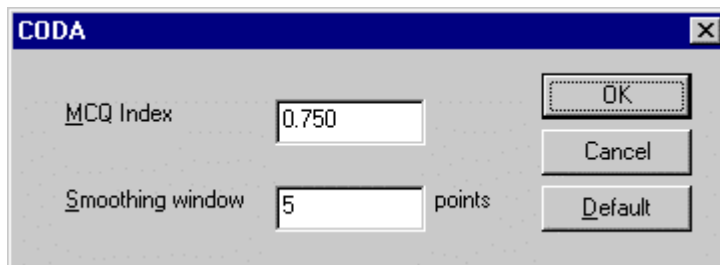 CODA
MCQ Index 0.750 OK
Cancel
Smoothing window 5 points Default